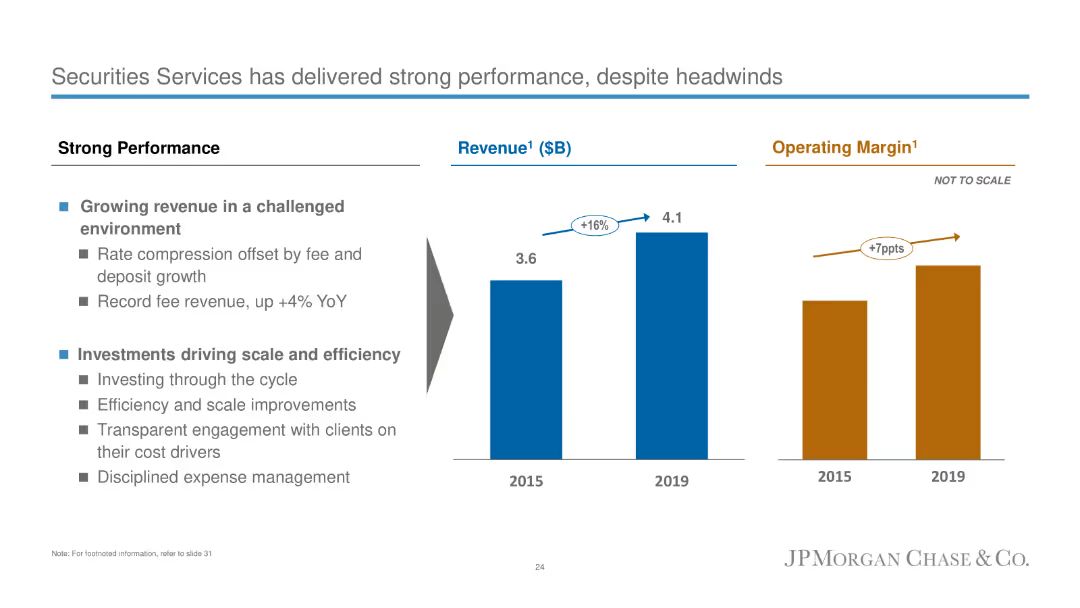 Securities Services has delivered strong performance, despite headwinds
Strong Performance
■ Growing revenue in a challenged
environment
■ Rate compression offset by fee and
deposit growth
■ Record fee revenue, up +4% YoY
■ Investments driving scale and efficiency
■ Investing through the cycle
■ Efficiency and scale improvements
■ Transparent engagement with clients on
their cost drivers
■ Disciplined expense management
Revenue¹ ($B)
+16%
3.6
4.1
2015
2019
Operating Margin¹
NOT TO SCALE
+7ppts
2015
2019
Note: For footnoted information, refer to slide 31
24
JPMORGAN CHASE & CO.